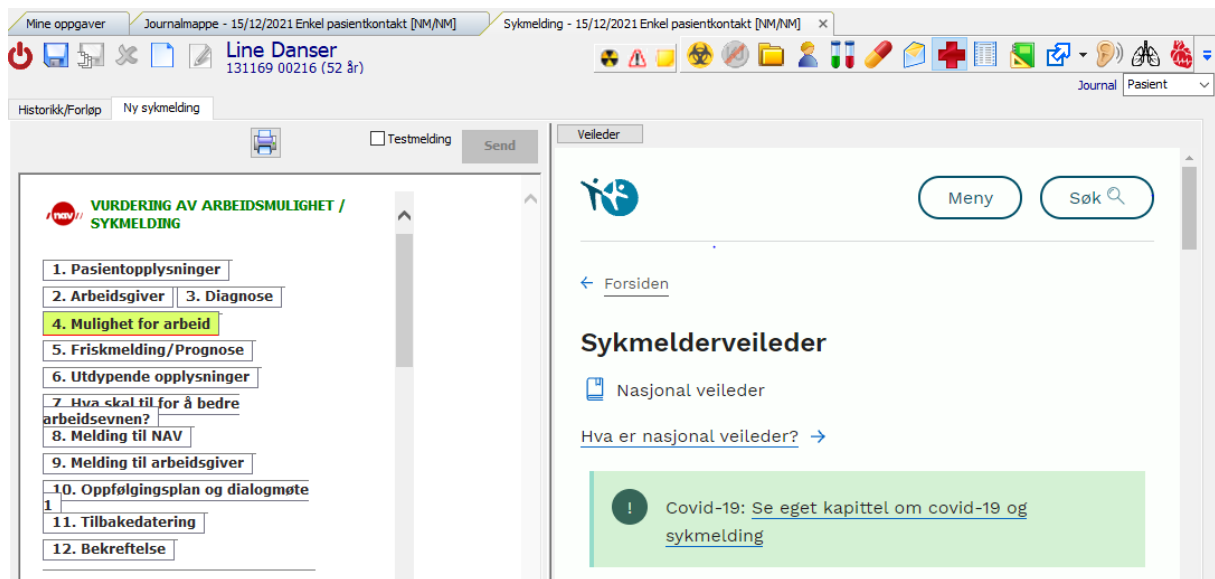 Mine oppgaver
Journalmappe - 15/12/2021 Enkel pasientkontakt [NM/NM]
Sykmelding - 15/12/2021 Enkel pasientkontakt [NM/NM]
Line Danser
131169 00216 (52 år)
Journal Pasient
Historikk/Forløp Ny sykmelding
Testmelding
Send
Veileder
nav
VURDERING AV ARBEIDSMULIGHET /
SYKMELDING
1. Pasientopplysninger
2. Arbeidsgiver 3. Diagnose
4. Mulighet for arbeid
5. Friskmelding/Prognose
6. Utdypende opplysninger
7. Hva skal til for å bedre
arbeidsevnen?
8. Melding til NAV
9. Melding til arbeidsgiver
10. Oppfølgingsplan og dialogmøte
1
11. Tilbakedatering
12. Bekreftelse
Meny
Søk
← Forsiden
Sykmelderveileder
Nasjonal veileder
Hva er nasjonal veileder? →
! Covid-19: Se eget kapittel om covid-19 og
sykmelding